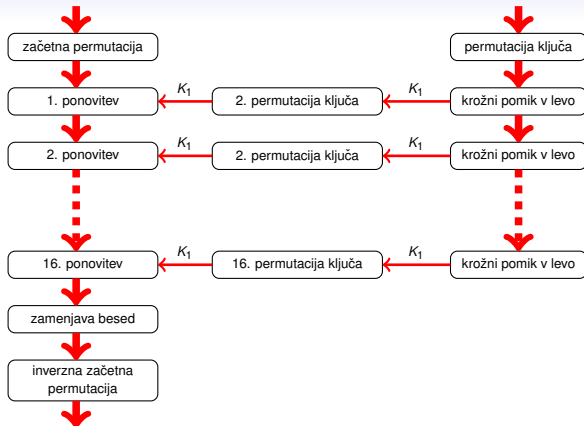 začetna permutacija
permutacija ključa
1. ponovitev
K1
2. permutacija ključa
K1
krožni pomik v levo
2. ponovitev
K1
2. permutacija ključa
K1
krožni pomik v levo
16. ponovitev
K1
16. permutacija ključa
K1
krožni pomik v levo
zamenjava besed
inverzna začetna
permutacija